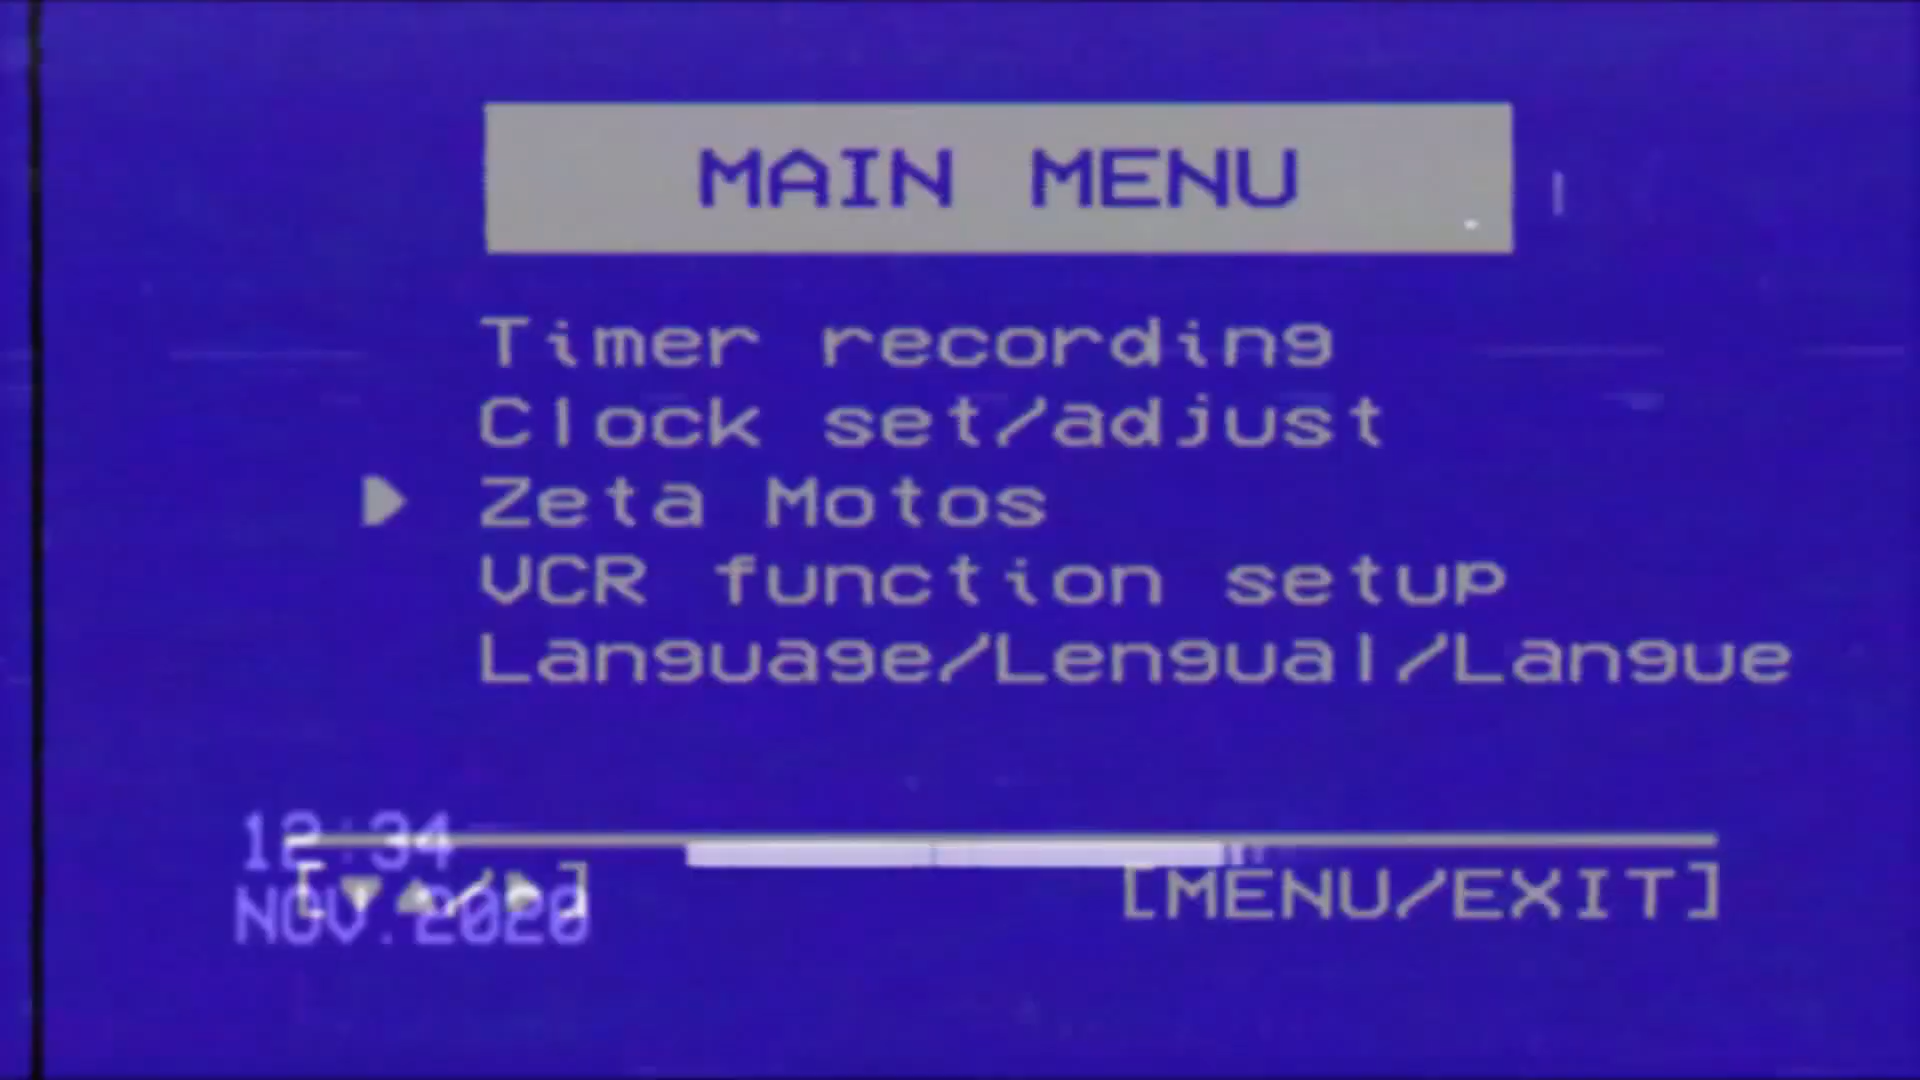 MAIN MENU
Timer recording
Clock set/adjust
Zeta Motos
VCR function setup
Language/Lengual/Langue
12:34
NOV.2020
[▼▲/▶]
[MENU/EXIT]